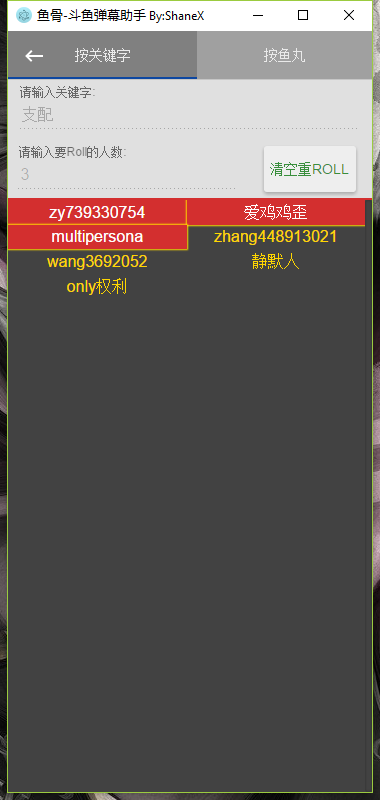 鱼骨-斗鱼弹幕助手 By:ShaneX
按关键字 按鱼丸
请输入关键字:
支配
请输入要Roll的人数:
3
清空重ROLL
zy739330754 爱鸡鸡歪
multipersona zhang448913021
wang3692052 静默人
only权利